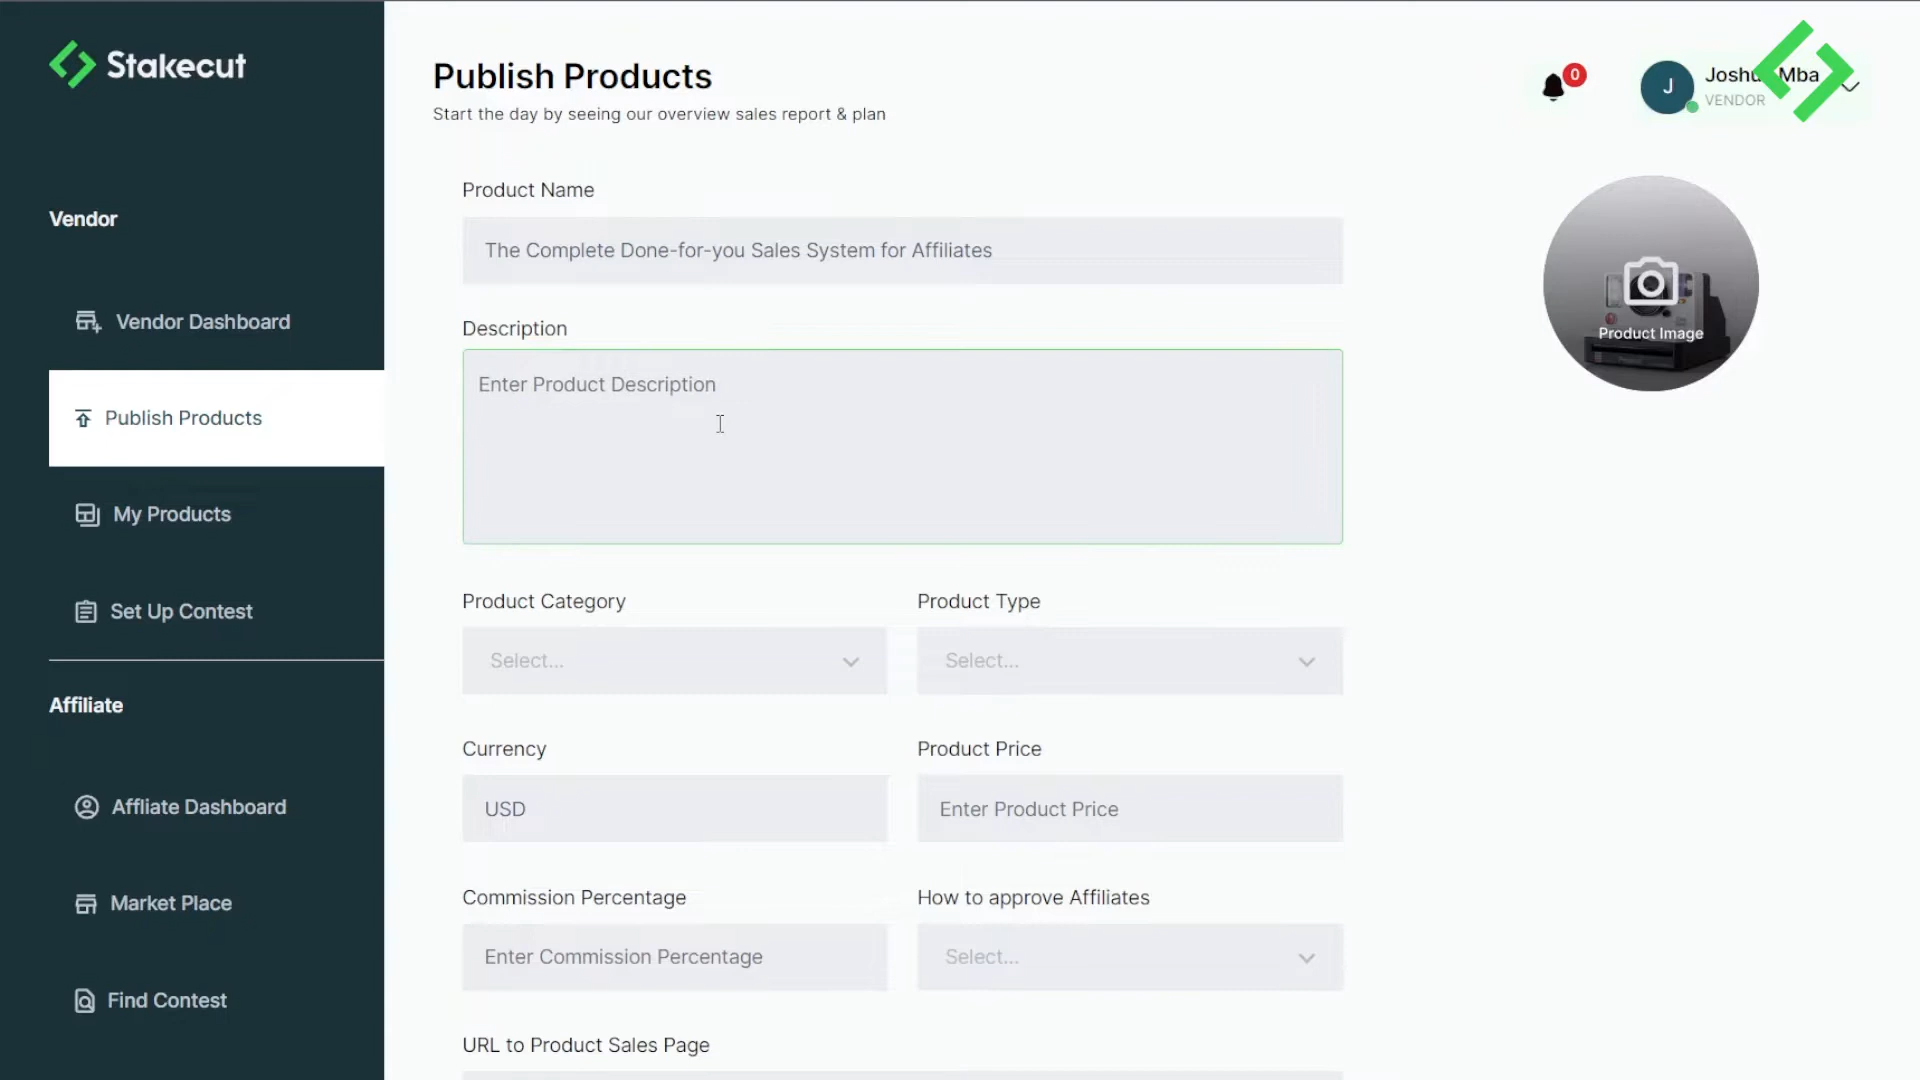 Stakecut
Publish Products
Start the day by seeing our overview sales report & plan
0
J
Joshu Mba
VENDOR
Vendor
Vendor Dashboard
Publish Products
My Products
Set Up Contest
Affiliate
Affliate Dashboard
Market Place
Find Contest
Product Name
The Complete Done-for-you Sales System for Affiliates
Description
Enter Product Description
Product Image
Product Category
Product Type
Select...
Select...
Currency
Product Price
USD
Enter Product Price
Commission Percentage
How to approve Affiliates
Enter Commission Percentage
Select...
URL to Product Sales Page